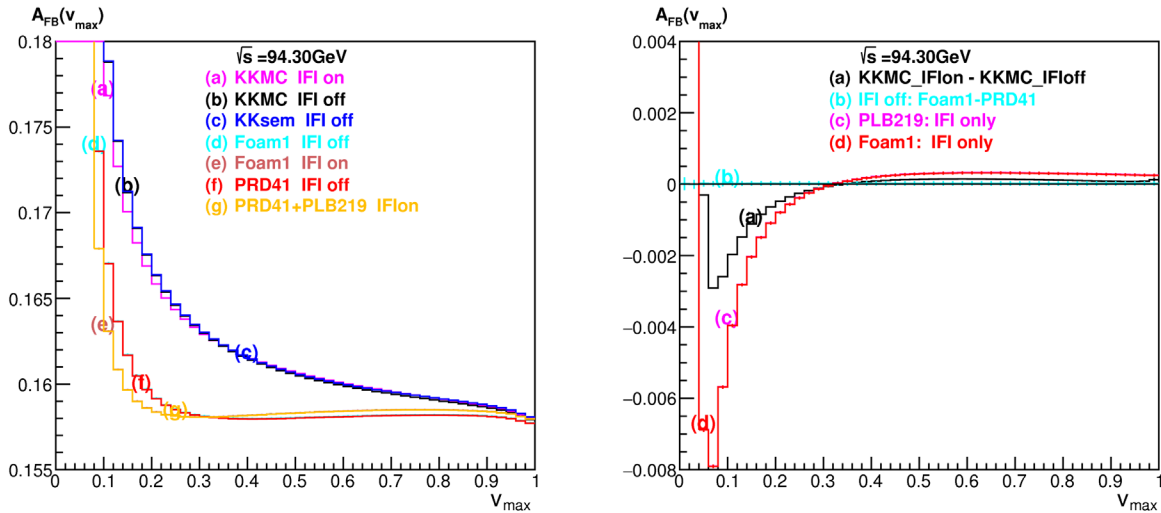 A_FB(v_max)
0.18
0.175
0.17
0.165
0.16
0.155
√s =94.30GeV
(a) KKMC IFI on
(b) KKMC IFI off
(c) KKsem IFI off
(d) Foam1 IFI off
(e) Foam1 IFI on
(f) PRD41 IFI off
(g) PRD41+PLB219 IFIon
(a)
(d)
(b)
(e)
(c)
(f)
(g)
0 0.1 0.2 0.3 0.4 0.5 0.6 0.7 0.8 0.9 1
v_max
A_FB(v_max)
0.004
0.002
0
−0.002
−0.004
−0.006
−0.008
√s =94.30GeV
(a) KKMC_IFIon - KKMC_IFIoff
(b) IFI off: Foam1-PRD41
(c) PLB219: IFI only
(d) Foam1: IFI only
(b)
(a)
(c)
(d)
0 0.1 0.2 0.3 0.4 0.5 0.6 0.7 0.8 0.9 1
v_max